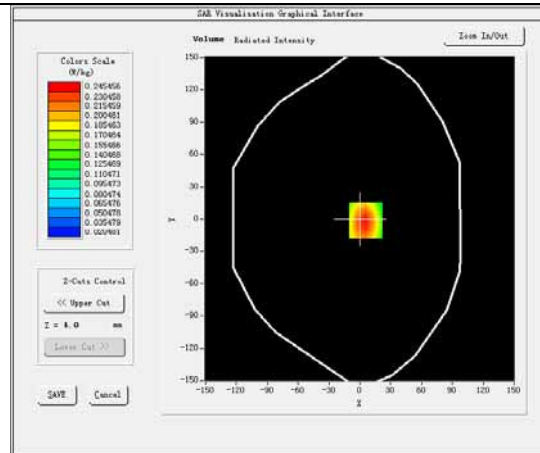 SAR Visualisation Graphical Interface
Volume Radiated Intensity
Zoom In/Out
Colors Scale
(W/kg)
0.245456
0.230458
0.215459
0.200461
0.185463
0.170464
0.155466
0.140468
0.125469
0.110471
0.095473
0.080474
0.065476
0.050478
0.035479
0.020481
Z-Cuts Control
<< Upper Cut
Z = 4.0 mm
Lower Cut >>
SAVE
Cancel
150
120
90
60
30
0
-30
-60
-90
-120
-150
Y
-150 -120 -90 -60 -30 0 30 60 90 120 150
X